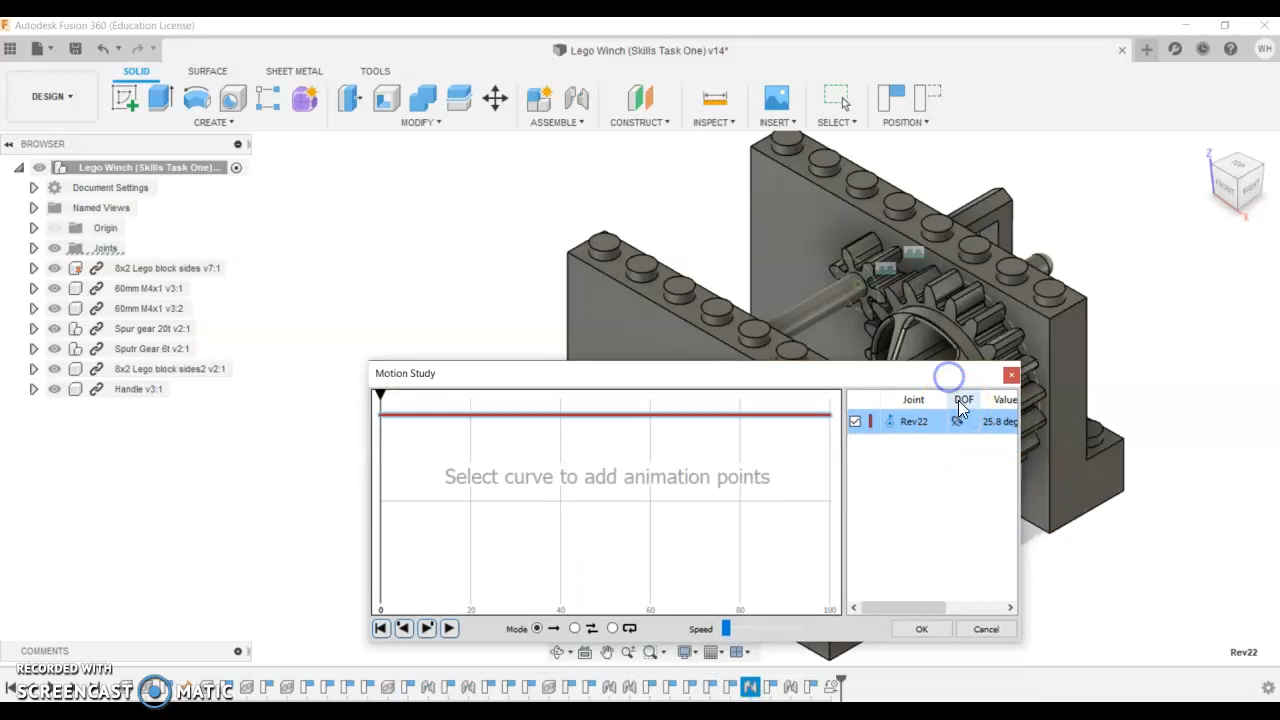 Autodesk Fusion 360 (Education License)
Lego Winch (Skills Task One) v14*
WH
DESIGN
SOLID
SURFACE
SHEET METAL
TOOLS
CREATE
MODIFY
ASSEMBLE
CONSTRUCT
INSPECT
INSERT
SELECT
POSITION
BROWSER
Lego Winch (Skills Task One)...
Document Settings
Named Views
Origin
Joints
8x2 Lego block sides v7:1
60mm M4x1 v3:1
60mm M4x1 v3:2
Spur gear 20t v2:1
Sputr Gear 6t v2:1
8x2 Lego block sides2 v2:1
Handle v3:1
Z
TOP
FRONT
RIGHT
X
Motion Study
Joint DOF Value
Rev22 25.8 deg
Select curve to add animation points
0 20 40 60 80 100
Mode
Speed
OK
Cancel
COMMENTS
Rev22
RECORDED WITH
SCREENCAST MATIC